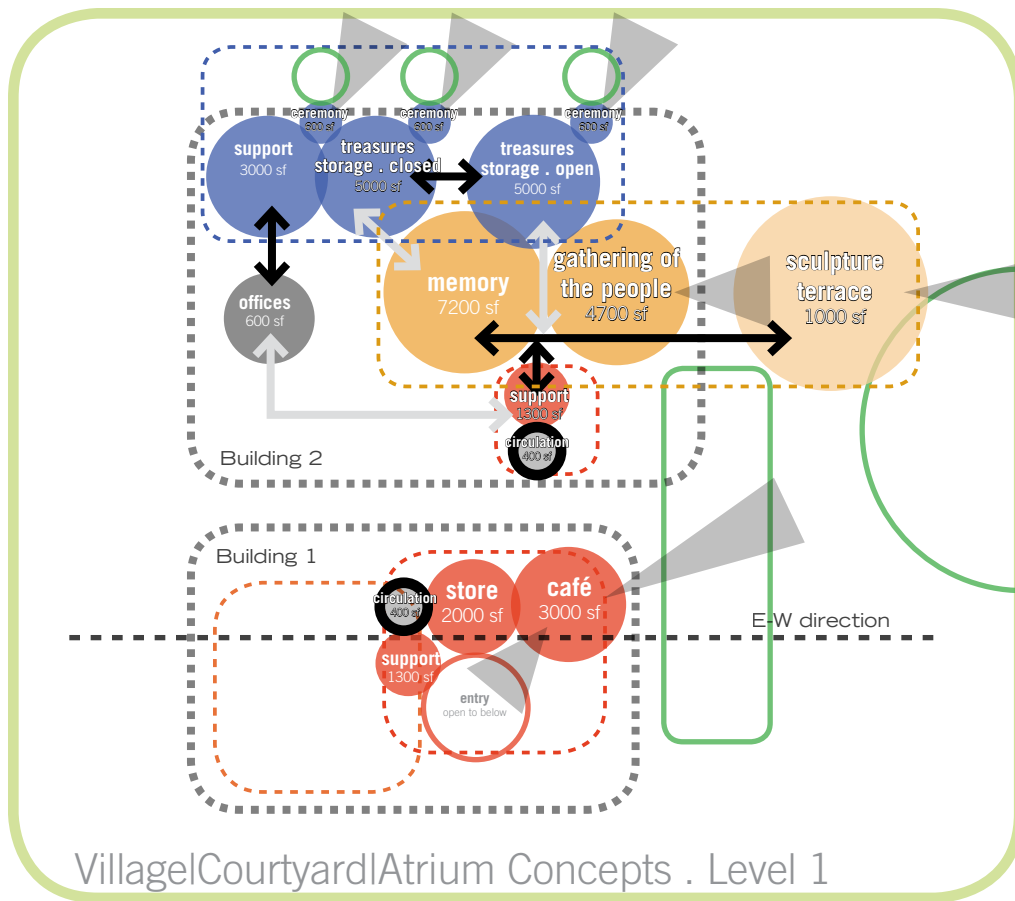 ceremony
800 sf
ceremony
800 sf
ceremony
800 sf
support
3000 sf
treasures
storage . closed
5000 sf
treasures
storage . open
5000 sf
memory
7200 sf
gathering of
the people
4700 sf
sculpture
terrace
1000 sf
offices
600 sf
support
1300 sf
circulation
400 sf
Building 2
Building 1
circulation
400 sf
store
2000 sf
café
3000 sf
E-W direction
support
1300 sf
entry
open to below
Village|Courtyard|Atrium Concepts . Level 1